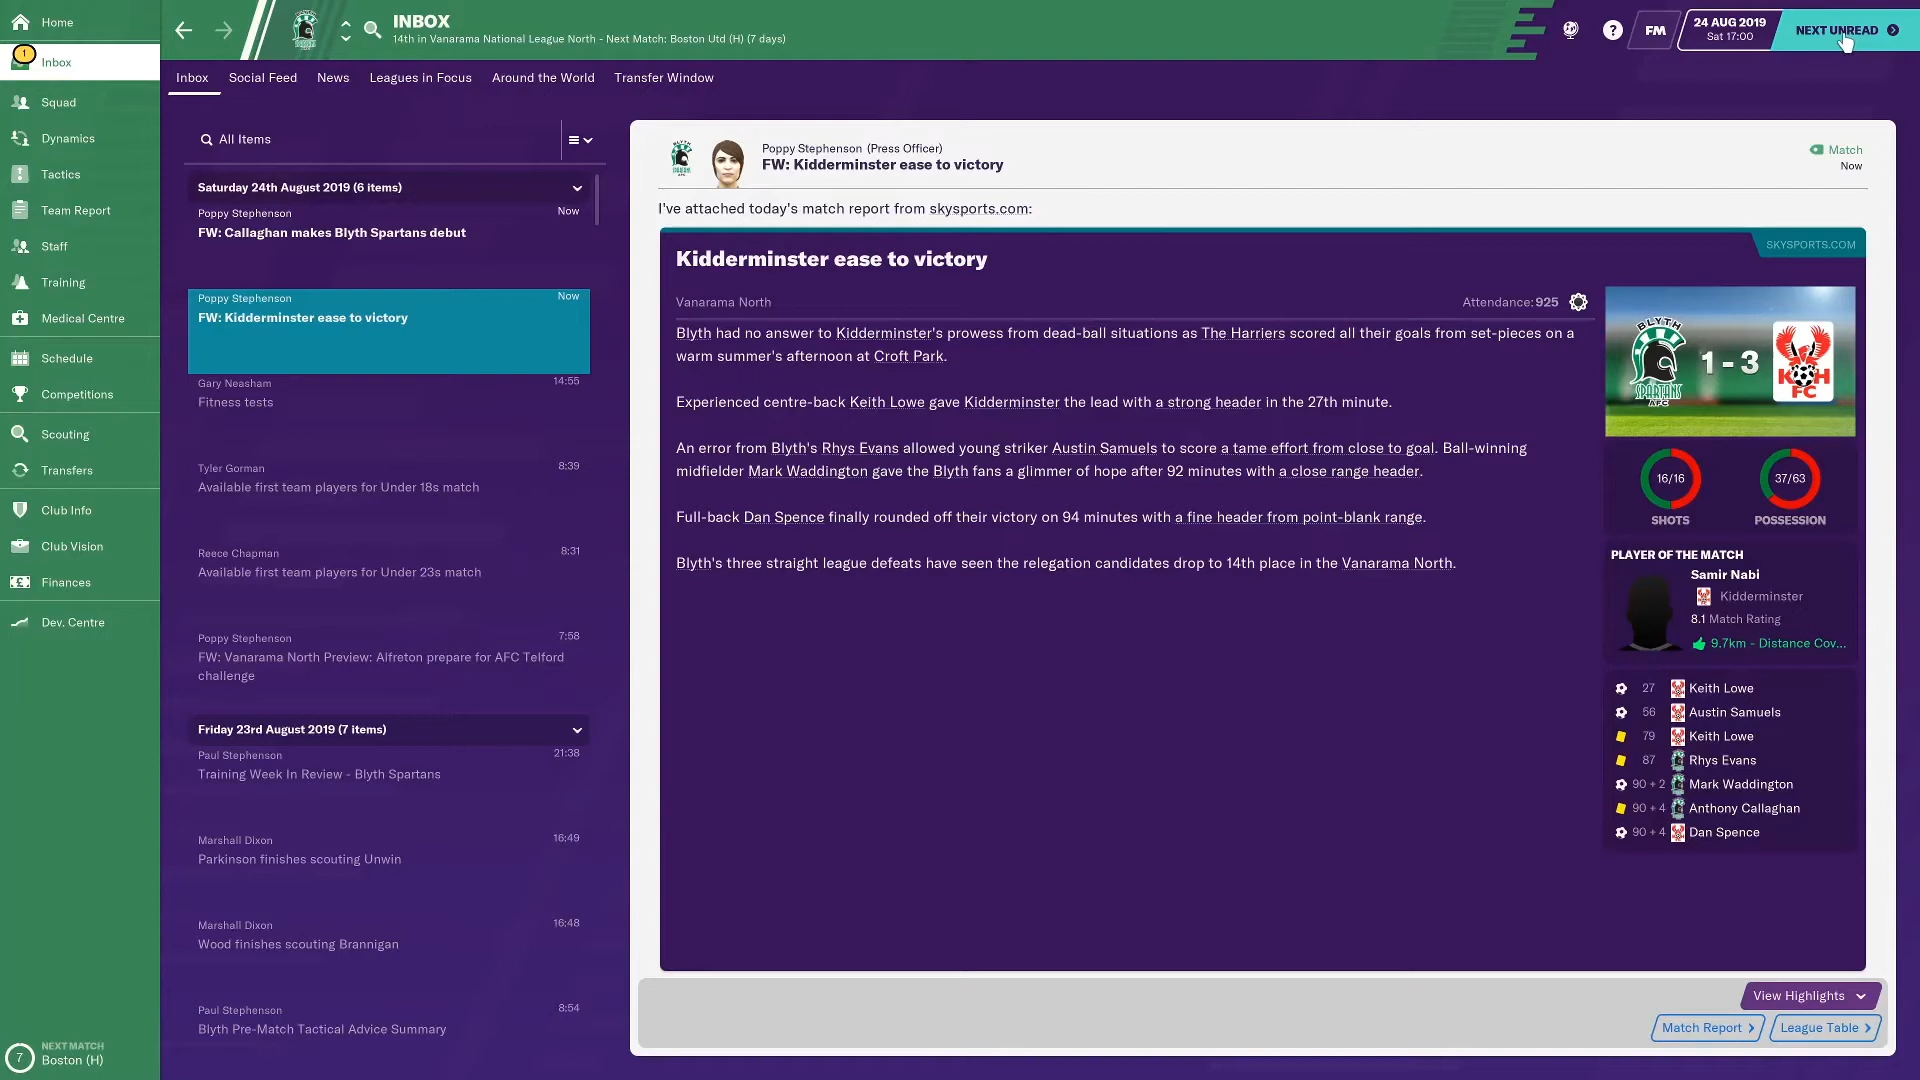 Home
1
Inbox
Squad
Dynamics
Tactics
Team Report
Staff
Training
Medical Centre
Schedule
Competitions
Scouting
Transfers
Club Info
Club Vision
Finances
Dev. Centre
7
NEXT MATCH
Boston (H)
INBOX
14th in Vanarama National League North - Next Match: Boston Utd (H) (7 days)
?
FM
24 AUG 2019
Sat 17:00
NEXT UNREAD
Inbox Social Feed News Leagues in Focus Around the World Transfer Window
All Items
Saturday 24th August 2019 (6 items)
Poppy Stephenson Now
FW: Callaghan makes Blyth Spartans debut
Poppy Stephenson Now
FW: Kidderminster ease to victory
Gary Neasham 14:55
Fitness tests
Tyler Gorman 8:39
Available first team players for Under 18s match
Reece Chapman 8:31
Available first team players for Under 23s match
Poppy Stephenson 7:58
FW: Vanarama North Preview: Alfreton prepare for AFC Telford
challenge
Friday 23rd August 2019 (7 items)
Paul Stephenson 21:38
Training Week In Review - Blyth Spartans
Marshall Dixon 16:49
Parkinson finishes scouting Unwin
Marshall Dixon 16:48
Wood finishes scouting Brannigan
Paul Stephenson 8:54
Blyth Pre-Match Tactical Advice Summary
Poppy Stephenson (Press Officer)
FW: Kidderminster ease to victory
Match
Now
I've attached today's match report from skysports.com:
SKYSPORTS.COM
Kidderminster ease to victory
Vanarama North Attendance: 925
Blyth had no answer to Kidderminster's prowess from dead-ball situations as The Harriers scored all their goals from set-pieces on a
warm summer's afternoon at Croft Park.
Experienced centre-back Keith Lowe gave Kidderminster the lead with a strong header in the 27th minute.
An error from Blyth's Rhys Evans allowed young striker Austin Samuels to score a tame effort from close to goal. Ball-winning
midfielder Mark Waddington gave the Blyth fans a glimmer of hope after 92 minutes with a close range header.
Full-back Dan Spence finally rounded off their victory on 94 minutes with a fine header from point-blank range.
Blyth's three straight league defeats have seen the relegation candidates drop to 14th place in the Vanarama North.
BLYTH
SPARTANS
AFC
1 - 3
KH
FC
16/16
SHOTS
37/63
POSSESSION
PLAYER OF THE MATCH
Samir Nabi
Kidderminster
8.1 Match Rating
9.7km - Distance Cov...
27 Keith Lowe
56 Austin Samuels
79 Keith Lowe
87 Rhys Evans
90 + 2 Mark Waddington
90 + 4 Anthony Callaghan
90 + 4 Dan Spence
View Highlights
Match Report
League Table